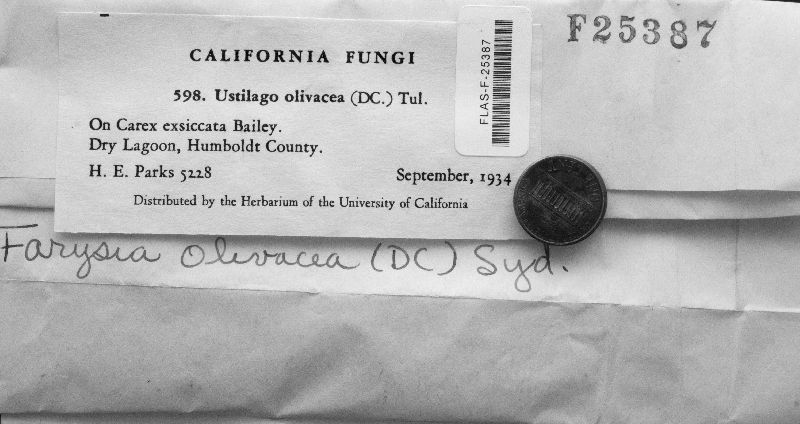 F25387
CALIFORNIA FUNGI
FLAS-F-25387
598. Ustilago olivacea (DC.) Tul.
On Carex exsiccata Bailey.
Dry Lagoon, Humboldt County.
H. E. Parks 5228 September, 1934
Distributed by the Herbarium of the University of California
Farysia olivacea (DC) Syd.